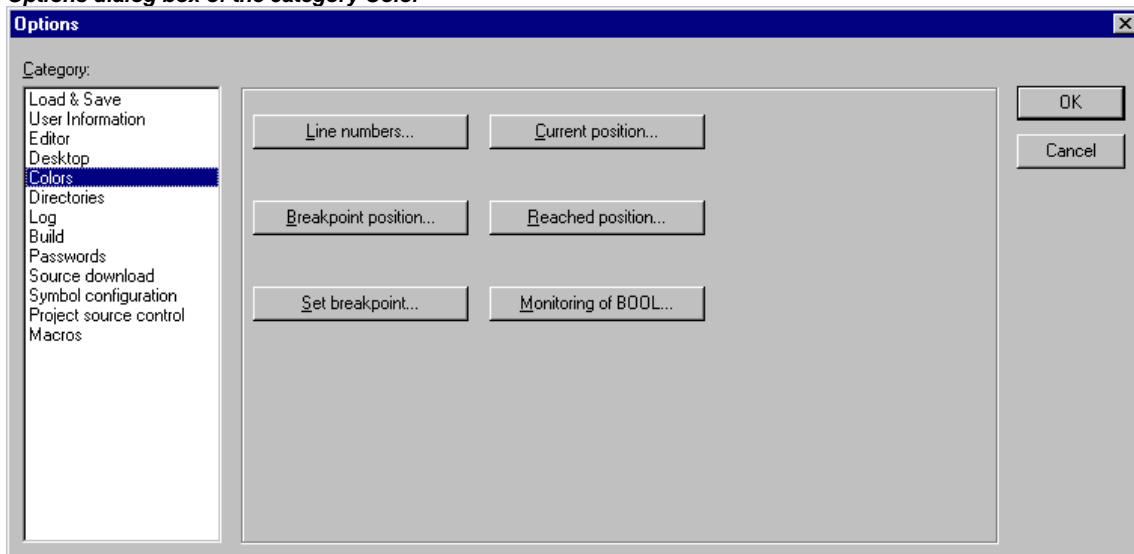 Options dialog box of the category Color
Options
Category:
Load & Save
User Information
Editor
Desktop
Colors
Directories
Log
Build
Passwords
Source download
Symbol configuration
Project source control
Macros
Line numbers...
Current position...
Breakpoint position...
Reached position...
Set breakpoint...
Monitoring of BOOL...
OK
Cancel